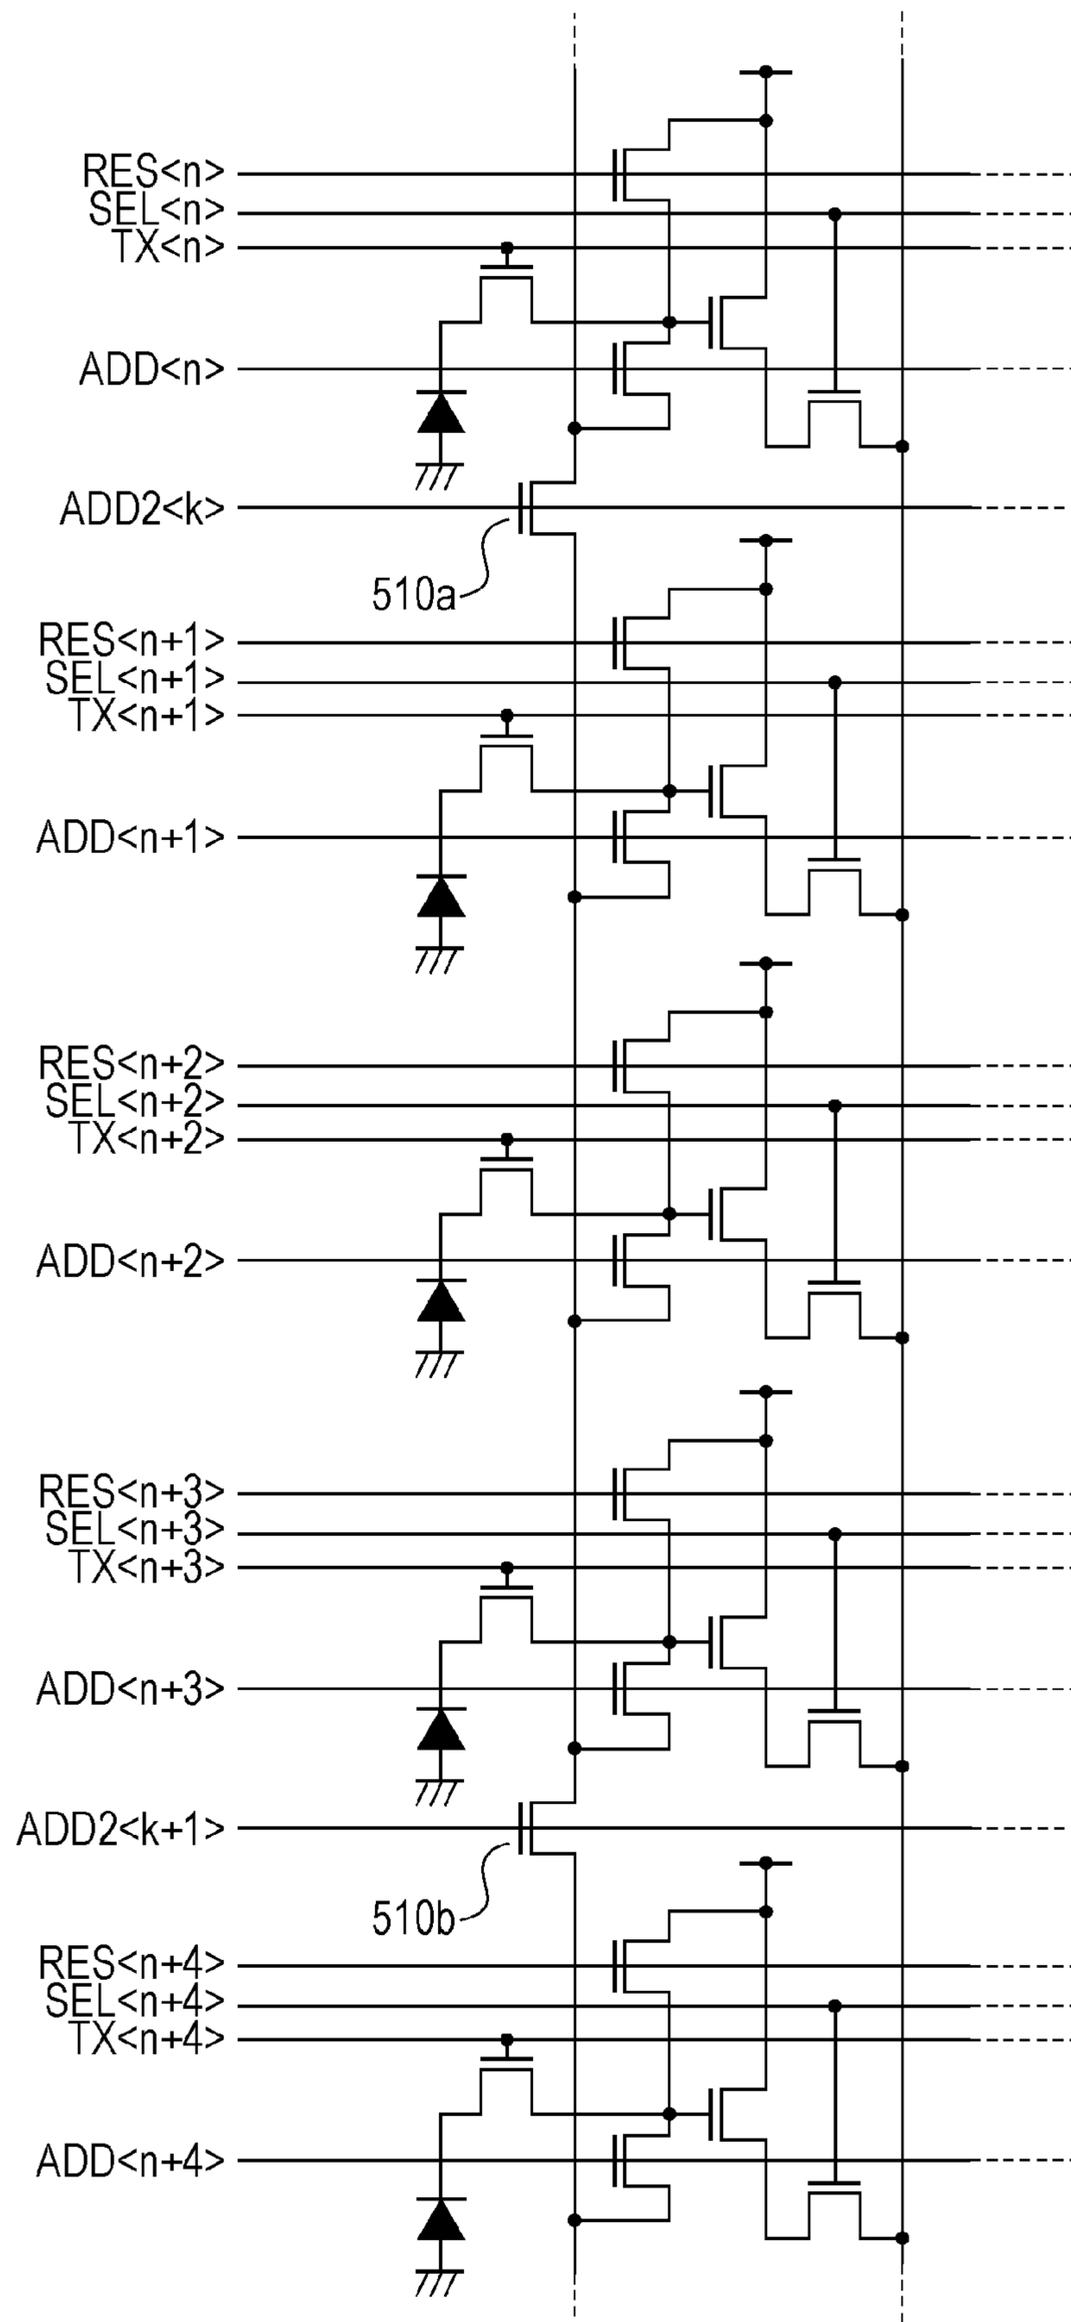 RES<n>
SEL<n>
TX<n>
ADD<n>
ADD2<k>
510a
RES<n+1>
SEL<n+1>
TX<n+1>
ADD<n+1>
RES<n+2>
SEL<n+2>
TX<n+2>
ADD<n+2>
RES<n+3>
SEL<n+3>
TX<n+3>
ADD<n+3>
ADD2<k+1>
510b
RES<n+4>
SEL<n+4>
TX<n+4>
ADD<n+4>